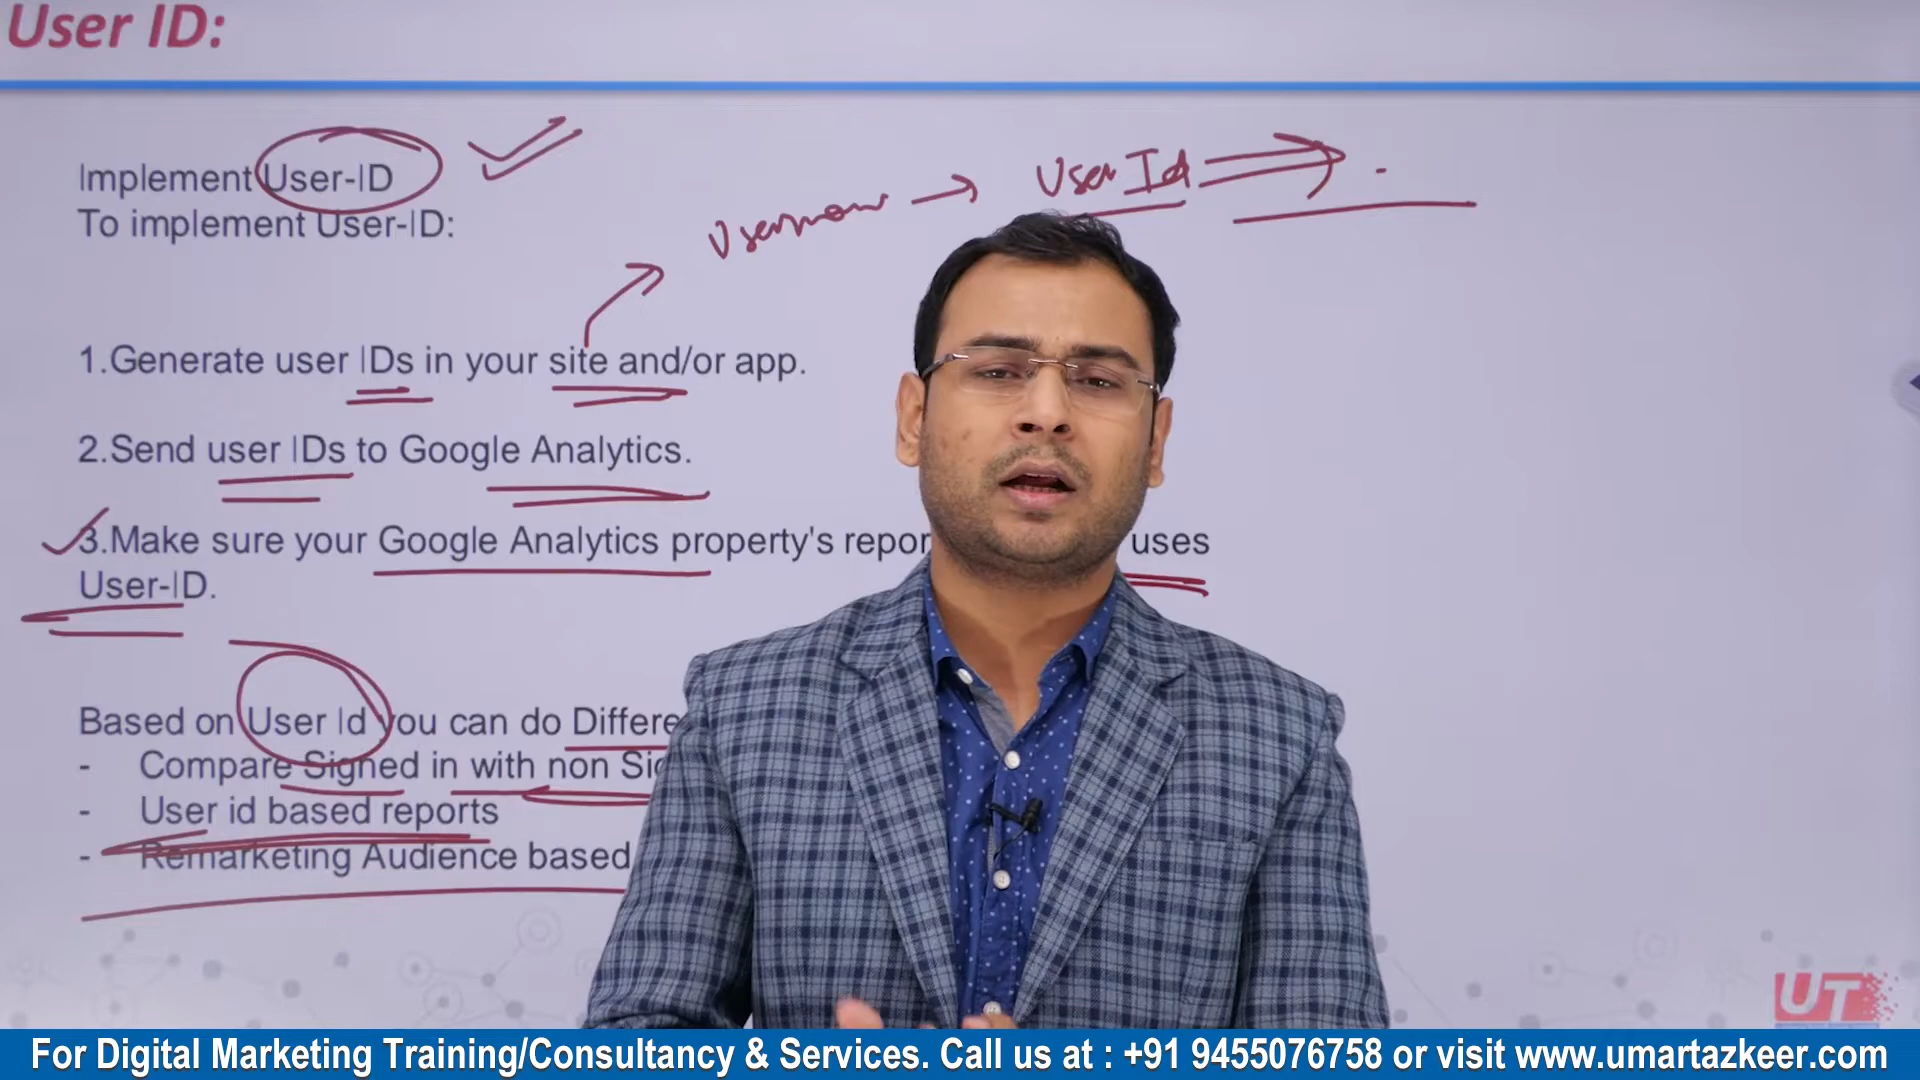 User ID:
Implement User-ID
To implement User-ID:
User Id
1.Generate user IDs in your site and/or app.
2.Send user IDs to Google Analytics.
3.Make sure your Google Analytics property's repor uses
User-ID.
Based on User Id you can do Differe
- Compare Signed in with non Sig
- User id based reports
- Remarketing Audience based
UT
For Digital Marketing Training/Consultancy & Services. Call us at : +91 9455076758 or visit www.umartazkeer.com